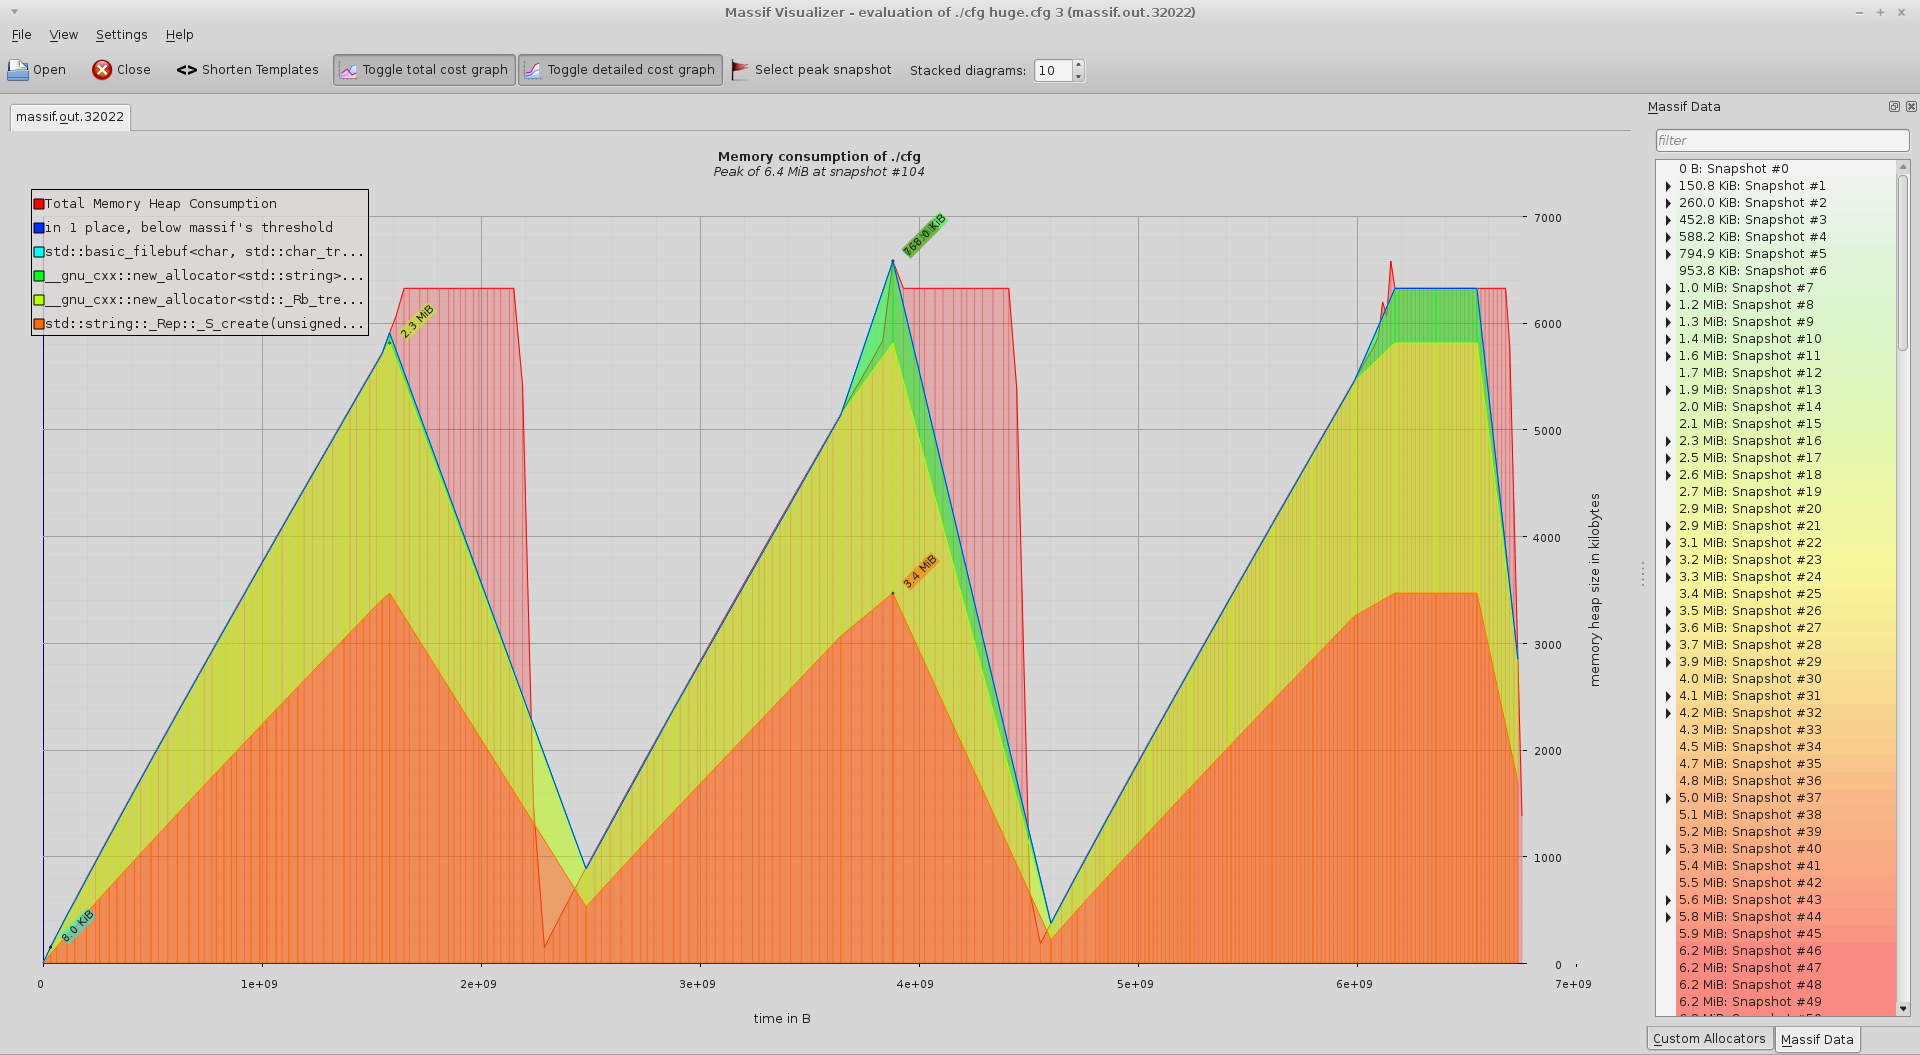 Massif Visualizer - evaluation of ./cfg huge.cfg 3 (massif.out.32022)
File View Settings Help
Open Close <> Shorten Templates Toggle total cost graph Toggle detailed cost graph Select peak snapshot Stacked diagrams: 10
massif.out.32022
Memory consumption of ./cfg
Peak of 6.4 MiB at snapshot #104
Total Memory Heap Consumption
in 1 place, below massif's threshold
std::basic_filebuf<char, std::char_tr...
__gnu_cxx::new_allocator<std::string>...
__gnu_cxx::new_allocator<std::_Rb_tre...
std::string::_Rep::_S_create(unsigned...
768.0 KiB
2.3 MiB
3.4 MiB
8.0 KiB
7000
6000
5000
4000
3000
2000
1000
0
memory heap size in kilobytes
0 1e+09 2e+09 3e+09 4e+09 5e+09 6e+09 7e+09
time in B
Massif Data
filter
0 B: Snapshot #0
150.8 KiB: Snapshot #1
260.0 KiB: Snapshot #2
452.8 KiB: Snapshot #3
588.2 KiB: Snapshot #4
794.9 KiB: Snapshot #5
953.8 KiB: Snapshot #6
1.0 MiB: Snapshot #7
1.2 MiB: Snapshot #8
1.3 MiB: Snapshot #9
1.4 MiB: Snapshot #10
1.6 MiB: Snapshot #11
1.7 MiB: Snapshot #12
1.9 MiB: Snapshot #13
2.0 MiB: Snapshot #14
2.1 MiB: Snapshot #15
2.3 MiB: Snapshot #16
2.5 MiB: Snapshot #17
2.6 MiB: Snapshot #18
2.7 MiB: Snapshot #19
2.9 MiB: Snapshot #20
2.9 MiB: Snapshot #21
3.1 MiB: Snapshot #22
3.2 MiB: Snapshot #23
3.3 MiB: Snapshot #24
3.4 MiB: Snapshot #25
3.5 MiB: Snapshot #26
3.6 MiB: Snapshot #27
3.7 MiB: Snapshot #28
3.9 MiB: Snapshot #29
4.0 MiB: Snapshot #30
4.1 MiB: Snapshot #31
4.2 MiB: Snapshot #32
4.3 MiB: Snapshot #33
4.5 MiB: Snapshot #34
4.7 MiB: Snapshot #35
4.8 MiB: Snapshot #36
5.0 MiB: Snapshot #37
5.1 MiB: Snapshot #38
5.2 MiB: Snapshot #39
5.3 MiB: Snapshot #40
5.4 MiB: Snapshot #41
5.5 MiB: Snapshot #42
5.6 MiB: Snapshot #43
5.8 MiB: Snapshot #44
5.9 MiB: Snapshot #45
6.2 MiB: Snapshot #46
6.2 MiB: Snapshot #47
6.2 MiB: Snapshot #48
6.2 MiB: Snapshot #49
Custom Allocators Massif Data